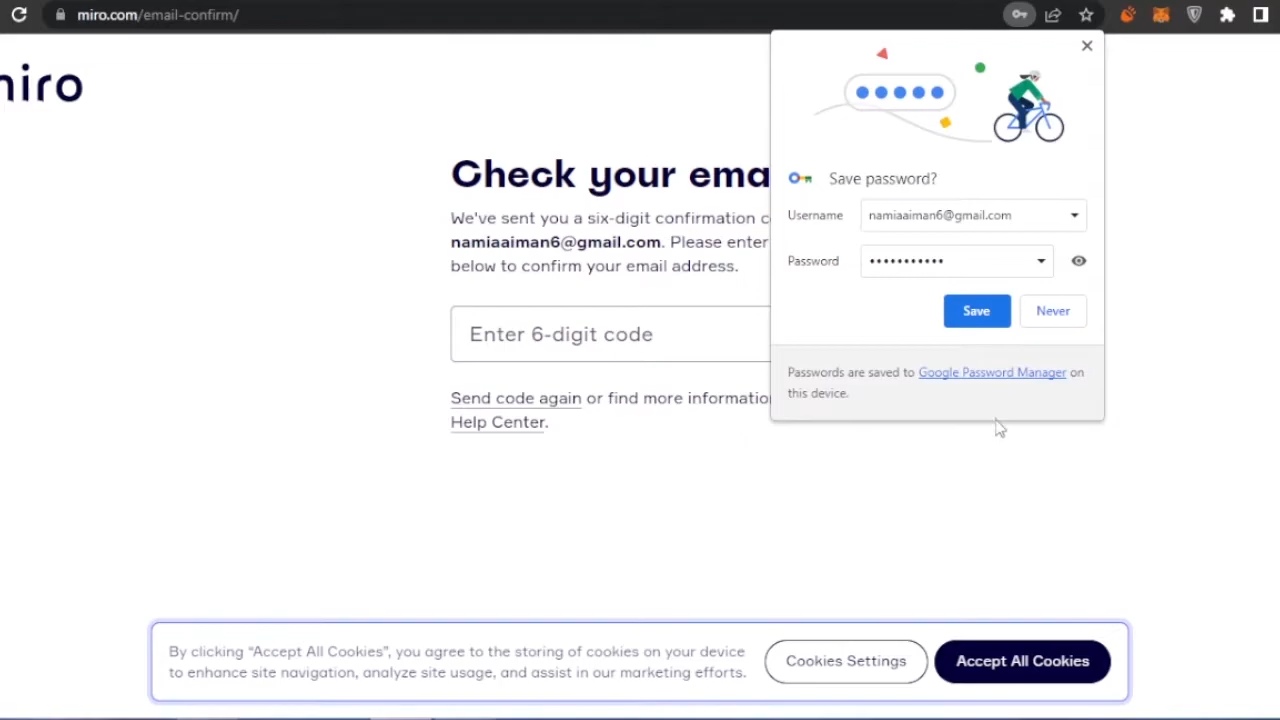 miro.com/email-confirm/
miro
Check your ema
We've sent you a six-digit confirmation c
namiaaiman6@gmail.com. Please enter
below to confirm your email address.
Enter 6-digit code
Send code again or find more informatio
Help Center.
Save password?
Username namiaaiman6@gmail.com
Password •••••••••••
Save Never
Passwords are saved to Google Password Manager on
this device.
By clicking “Accept All Cookies”, you agree to the storing of cookies on your device
to enhance site navigation, analyze site usage, and assist in our marketing efforts.
Cookies Settings
Accept All Cookies